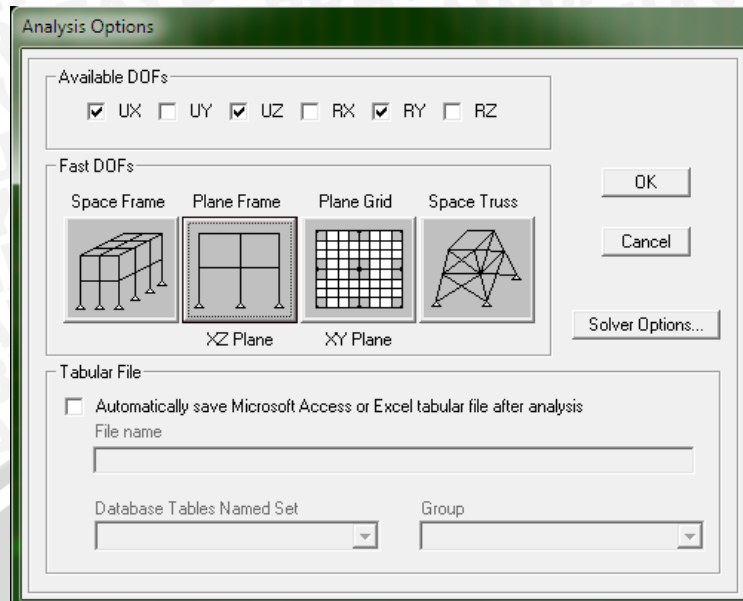 Analysis Options
Available DOFs
UX UY UZ RX RY RZ
Fast DOFs
Space Frame Plane Frame Plane Grid Space Truss
XZ Plane XY Plane
OK
Cancel
Solver Options...
Tabular File
Automatically save Microsoft Access or Excel tabular file after analysis
File name
Database Tables Named Set Group